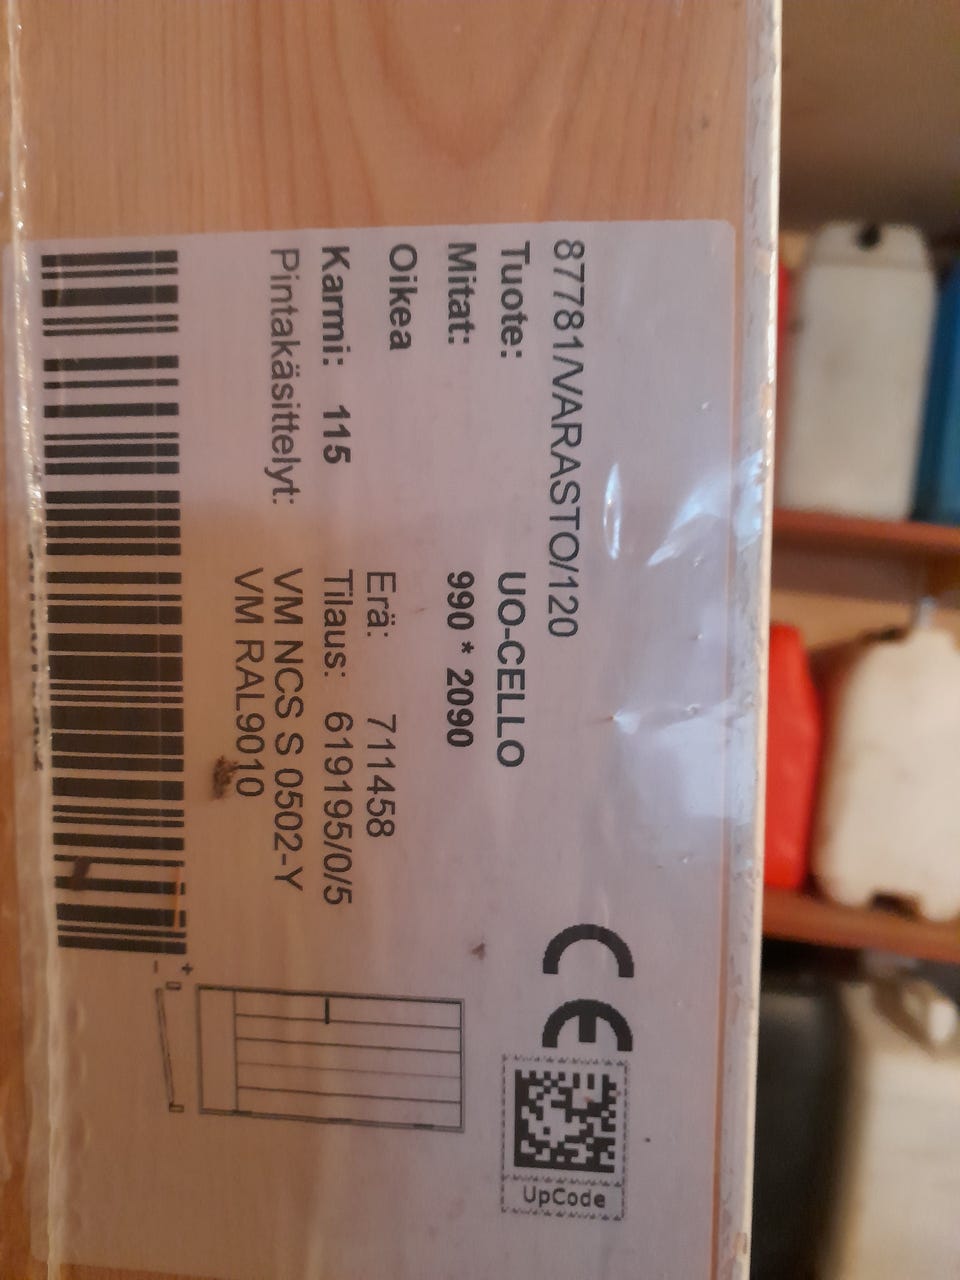 87781/VARASTO/120
Tuote: UO-CELLO
Mitat: 990 * 2090
Oikea Erä: 711458
Karmi: 115 Tilaus: 619195/0/5
Pintakäsittelyt: VM NCS S 0502-Y
VM RAL9010
CE
UpCode
+
-